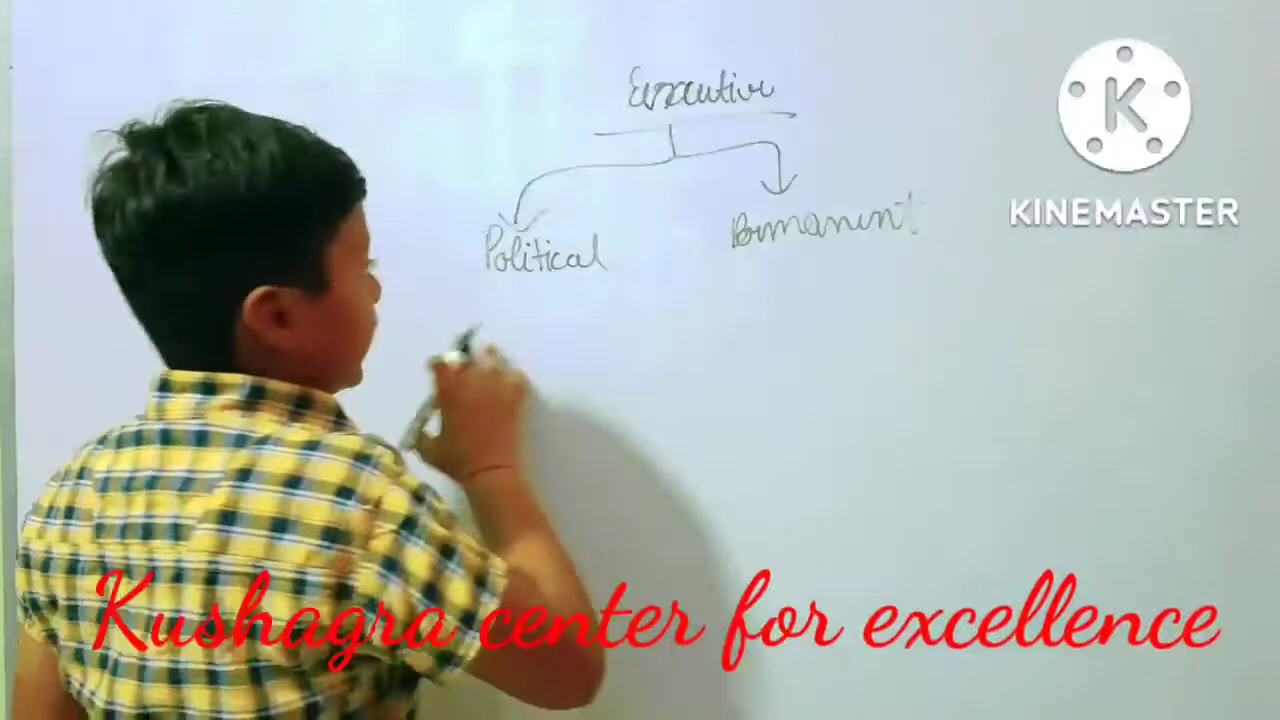 Executive
Political
Permanent
KINEMASTER
Kushagra center for excellence